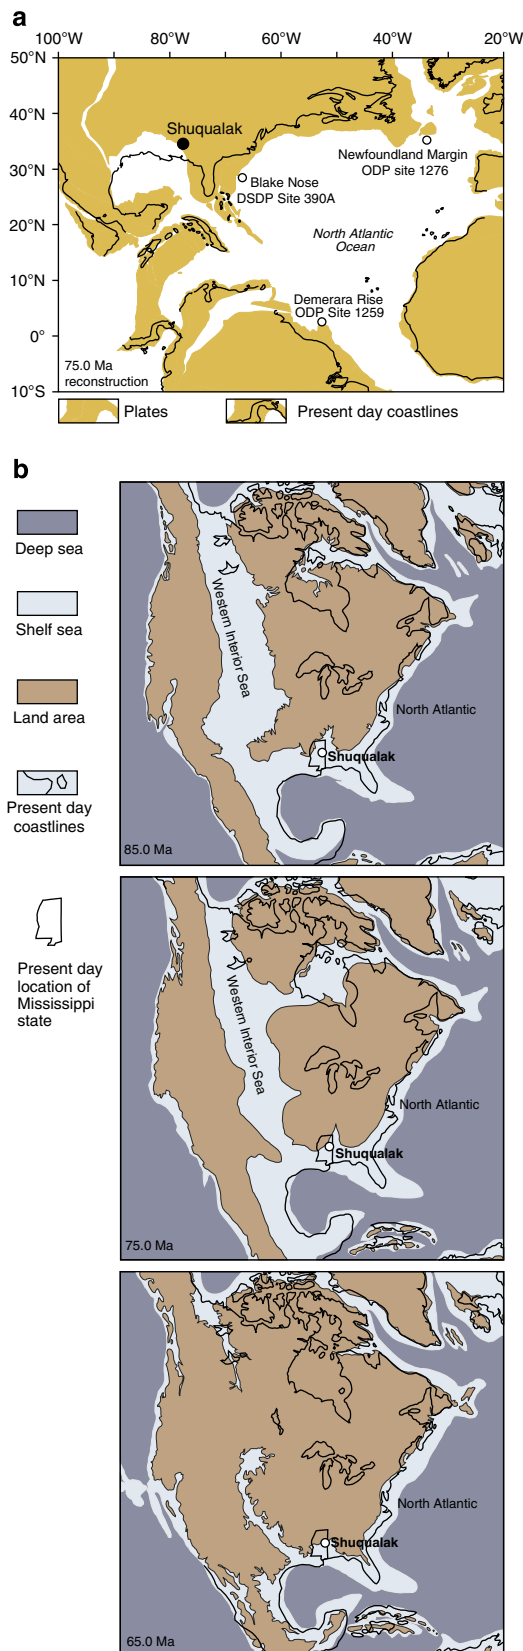 a
100°W 80°W 60°W 40°W 20°W
50°N
40°N
30°N
20°N
10°N
0°
10°S
Shuqualak
Newfoundland Margin
ODP site 1276
Blake Nose
DSDP Site 390A
North Atlantic
Ocean
Demerara Rise
ODP Site 1259
75.0 Ma
reconstruction
Plates
Present day coastlines
b
Deep sea
Shelf sea
Land area
Present day
coastlines
Present day
location of
Mississippi
state
Western Interior Sea
North Atlantic
Shuqualak
85.0 Ma
Western Interior Sea
North Atlantic
Shuqualak
75.0 Ma
North Atlantic
Shuqualak
65.0 Ma